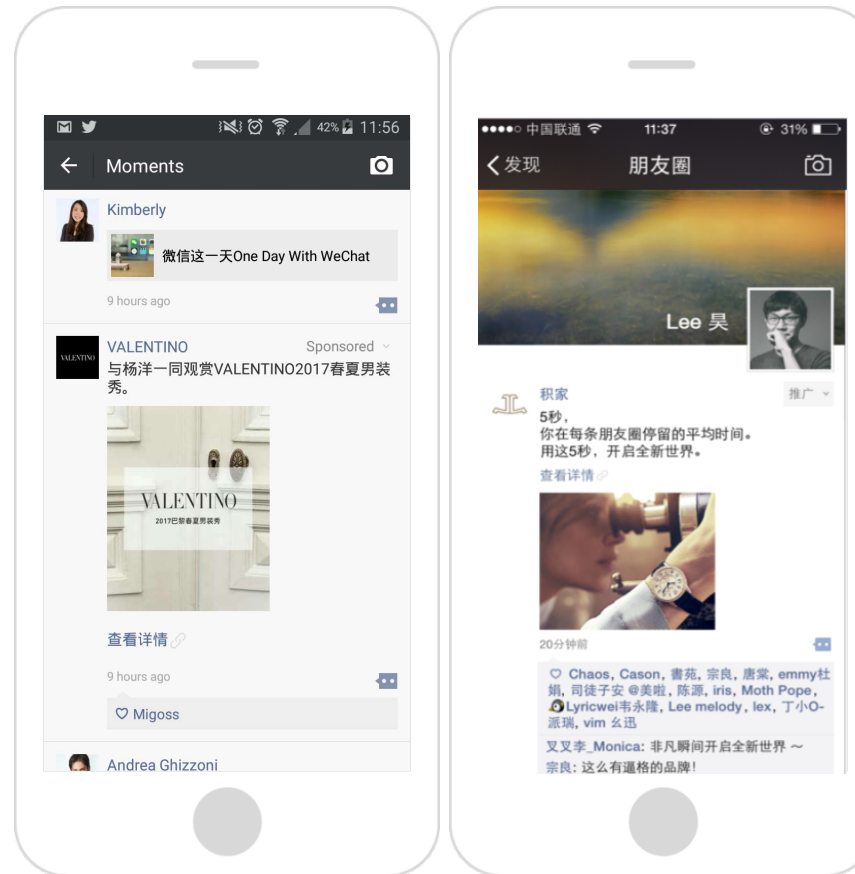 42% 11:56
Moments
Kimberly
微信这一天One Day With WeChat
9 hours ago
VALENTINO Sponsored
VALENTINO
与杨洋一同观赏VALENTINO2017春夏男装
秀。
VALENTINO
2017巴黎春夏男装秀
查看详情
9 hours ago
Migoss
Andrea Ghizzoni
中国联通 11:37 31%
发现 朋友圈
Lee 昊
积家 推广
5秒，
你在每条朋友圈停留的平均时间。
用这5秒，开启全新世界。
查看详情
20分钟前
Chaos, Cason, 書苑, 宗良, 唐棠, emmy杜
娟, 司徒子安 @美啦, 陈源, iris, Moth Pope,
Lyricwei韦永隆, Lee melody, lex, 丁小O-
派瑞, vim 幺迅
叉叉李_Monica: 非凡瞬间开启全新世界 ～
宗良: 这么有逼格的品牌！